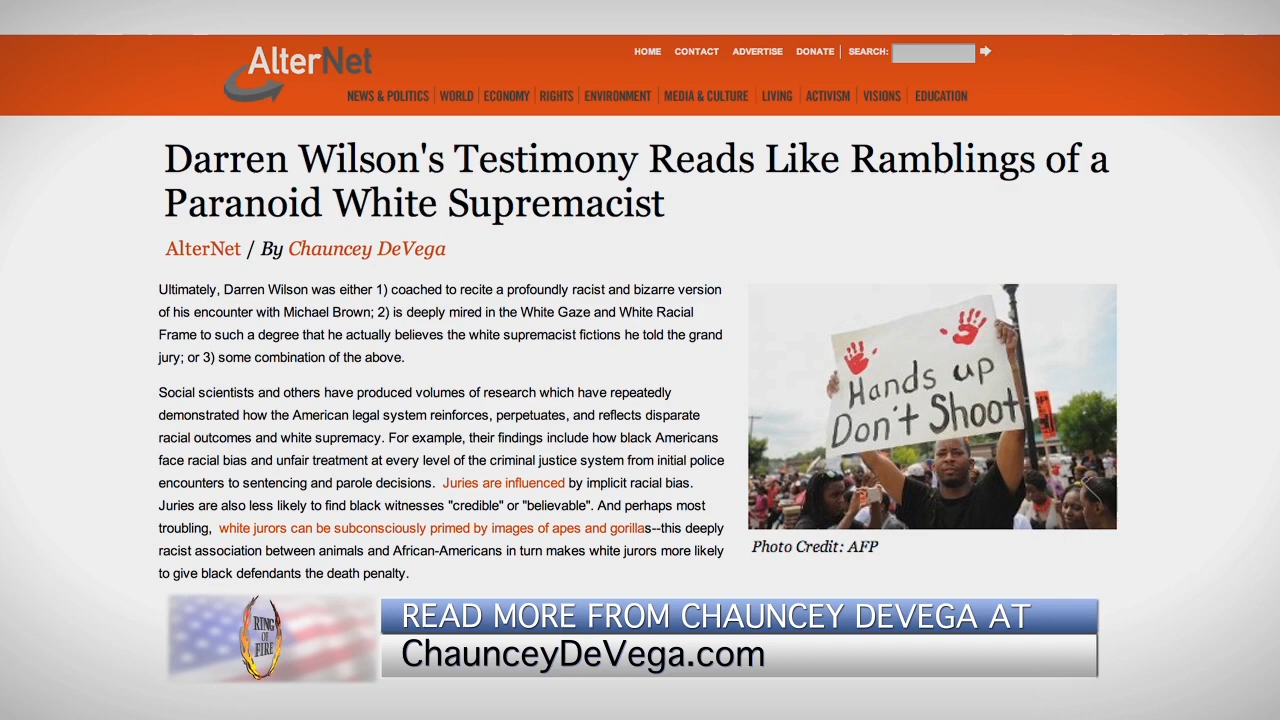 AlterNet
HOME CONTACT ADVERTISE DONATE SEARCH:
NEWS & POLITICS WORLD ECONOMY RIGHTS ENVIRONMENT MEDIA & CULTURE LIVING ACTIVISM VISIONS EDUCATION
Darren Wilson's Testimony Reads Like Ramblings of a
Paranoid White Supremacist
AlterNet / By Chauncey DeVega
Ultimately, Darren Wilson was either 1) coached to recite a profoundly racist and bizarre version
of his encounter with Michael Brown; 2) is deeply mired in the White Gaze and White Racial
Frame to such a degree that he actually believes the white supremacist fictions he told the grand
jury; or 3) some combination of the above.
Social scientists and others have produced volumes of research which have repeatedly
demonstrated how the American legal system reinforces, perpetuates, and reflects disparate
racial outcomes and white supremacy. For example, their findings include how black Americans
face racial bias and unfair treatment at every level of the criminal justice system from initial police
encounters to sentencing and parole decisions. Juries are influenced by implicit racial bias.
Juries are also less likely to find black witnesses "credible" or "believable". And perhaps most
troubling, white jurors can be subconsciously primed by images of apes and gorillas--this deeply
racist association between animals and African-Americans in turn makes white jurors more likely
to give black defendants the death penalty.
Hands up
Don't Shoot
Photo Credit: AFP
RING
OF
FIRE
READ MORE FROM CHAUNCEY DEVEGA AT
ChaunceyDeVega.com